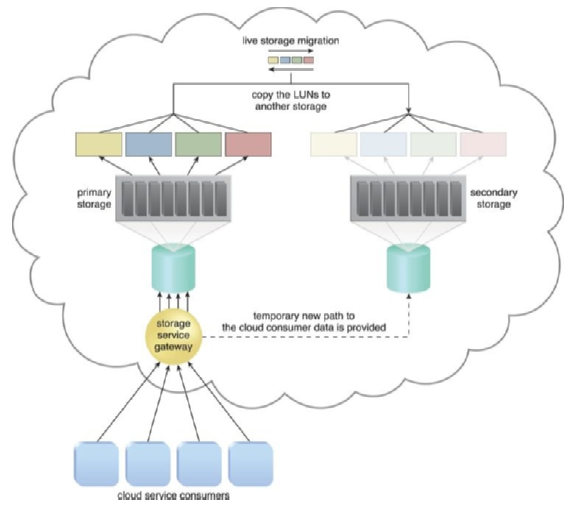 live storage migration
copy the LUNs to
another storage
primary
storage
secondary
storage
storage
service
gateway
temporary new path to
the cloud consumer data is provided
cloud service consumers